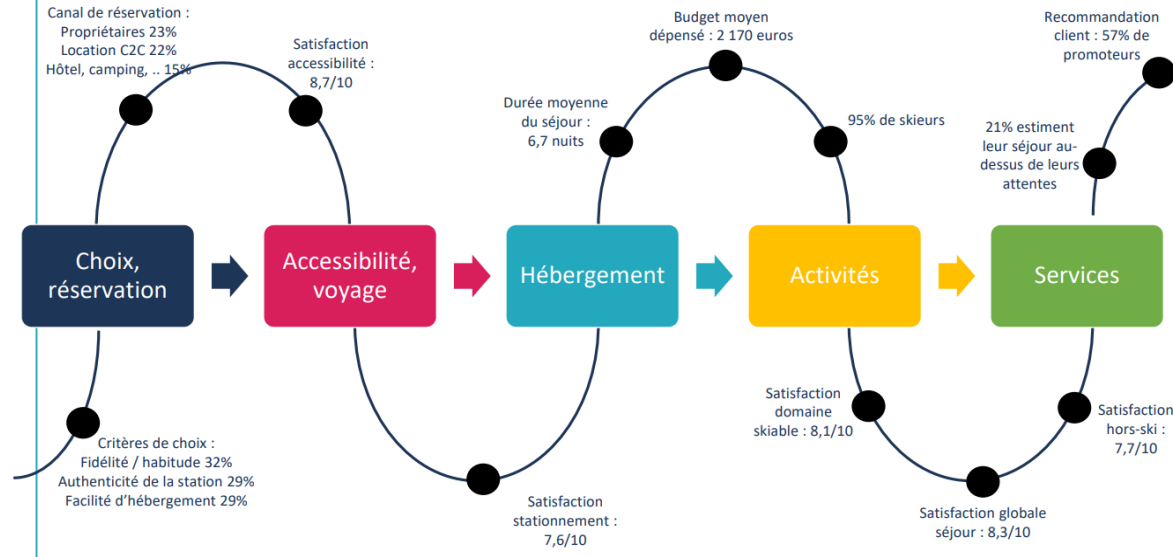 Canal de réservation :
Propriétaires 23%
Location C2C 22%
Hôtel, camping, .. 15%
Satisfaction
accessibilité :
8,7/10
Durée moyenne
du séjour :
6,7 nuits
Budget moyen
dépensé : 2 170 euros
95% de skieurs
Recommandation
client : 57% de
promoteurs
21% estiment
leur séjour au-
dessus de leurs
attentes
Choix,
réservation
Accessibilité,
voyage
Hébergement
Activités
Services
Critères de choix :
Fidélité / habitude 32%
Authenticité de la station 29%
Facilité d'hébergement 29%
Satisfaction
stationnement :
7,6/10
Satisfaction
domaine
skiable : 8,1/10
Satisfaction globale
séjour : 8,3/10
Satisfaction
hors-ski :
7,7/10